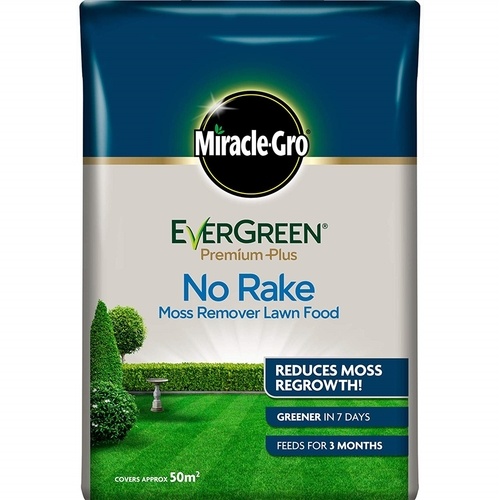 Miracle-Gro®
EVERGREEN®
Premium-Plus
No Rake
Moss Remover Lawn Food
REDUCES MOSS
REGROWTH!
GREENER IN 7 DAYS
FEEDS FOR 3 MONTHS
COVERS APPROX 50m²